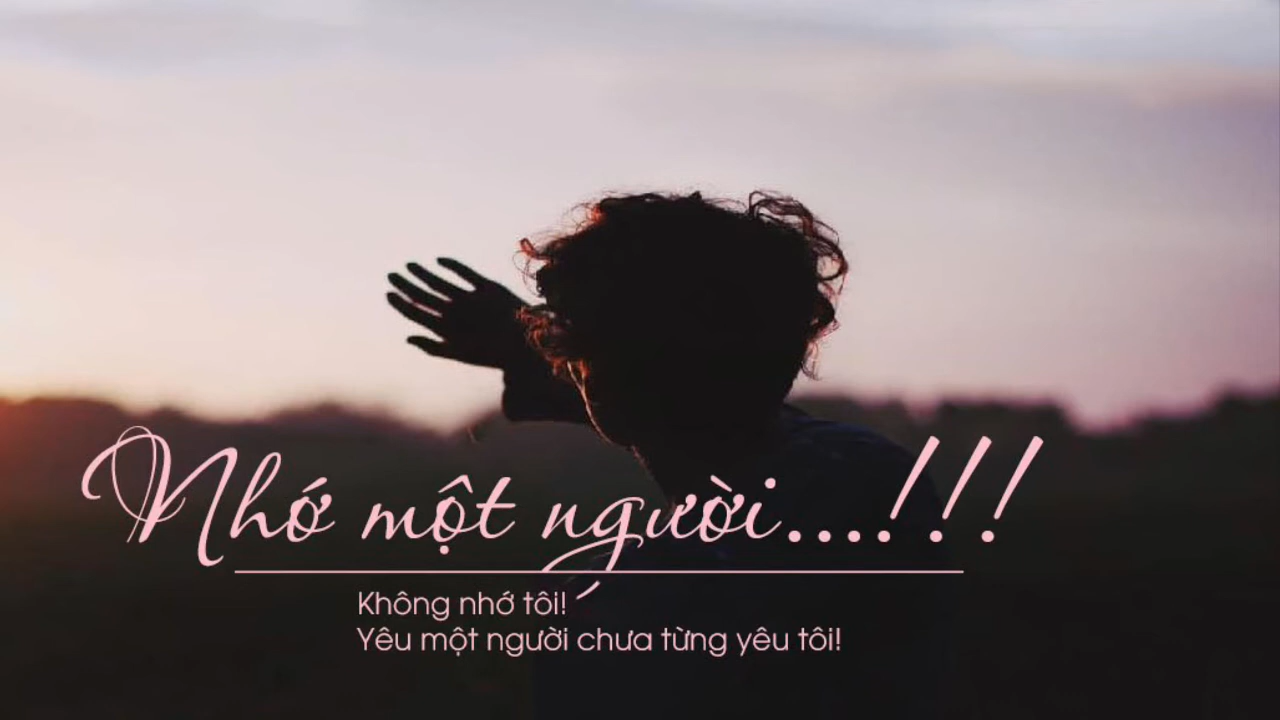 Nhớ một người...!!!
Không nhớ tôi!
Yêu một người chưa từng yêu tôi!